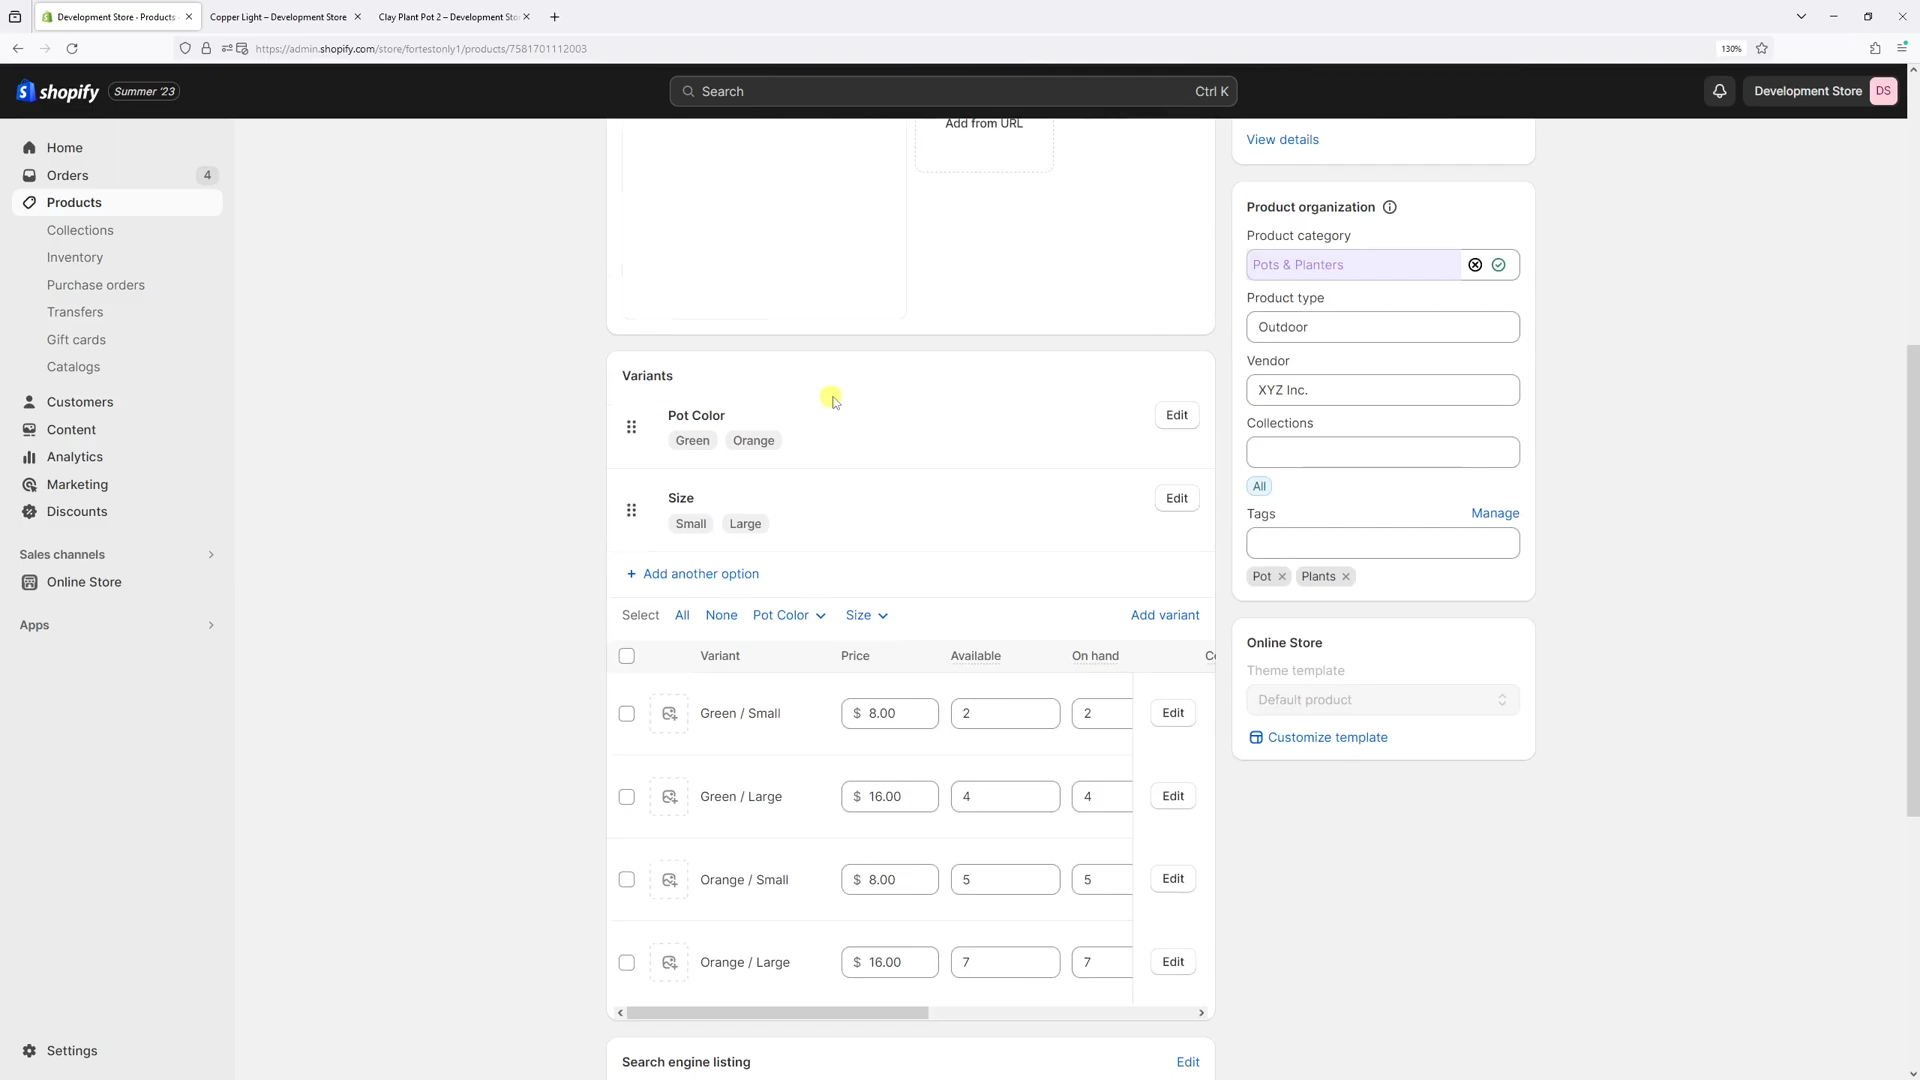 Development Store - Products -
Copper Light – Development Store
Clay Plant Pot 2 – Development Sto
https://admin.shopify.com/store/fortestonly1/products/7581701112003
130%
shopify
Summer '23
Search
Ctrl K
Development Store
DS
Home
Orders
4
Products
Collections
Inventory
Purchase orders
Transfers
Gift cards
Catalogs
Customers
Content
Analytics
Marketing
Discounts
Sales channels
Online Store
Apps
Settings
Add from URL
Variants
Pot Color
Edit
Green Orange
Size
Edit
Small Large
+ Add another option
Select All None Pot Color Size Add variant
Variant Price Available On hand Co
Green / Small $ 8.00 2 2 Edit
Green / Large $ 16.00 4 4 Edit
Orange / Small $ 8.00 5 5 Edit
Orange / Large $ 16.00 7 7 Edit
Search engine listing Edit
View details
Product organization
Product category
Pots & Planters
Product type
Outdoor
Vendor
XYZ Inc.
Collections
All
Tags Manage
Pot Plants
Online Store
Theme template
Default product
Customize template